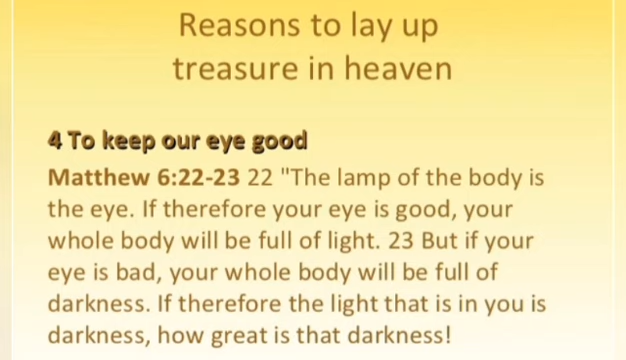 Reasons to lay up
treasure in heaven
4 To keep our eye good
Matthew 6:22-23 22 "The lamp of the body is
the eye. If therefore your eye is good, your
whole body will be full of light. 23 But if your
eye is bad, your whole body will be full of
darkness. If therefore the light that is in you is
darkness, how great is that darkness!